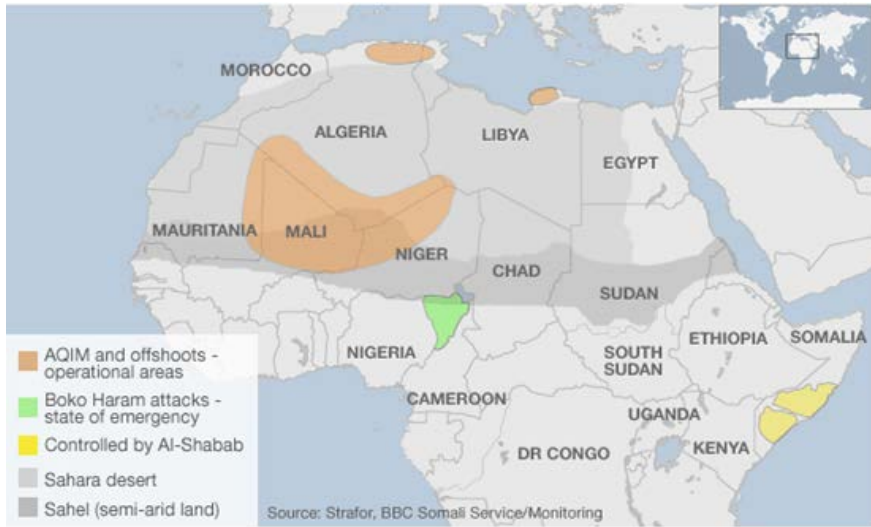 MOROCCO
ALGERIA
LIBYA
EGYPT
MAURITANIA
MALI
NIGER
CHAD
SUDAN
NIGERIA
ETHIOPIA
SOMALIA
SOUTH
SUDAN
CAMEROON
UGANDA
DR CONGO
KENYA
AQIM and offshoots -
operational areas
Boko Haram attacks -
state of emergency
Controlled by Al-Shabab
Sahara desert
Sahel (semi-arid land)
Source: Strafor, BBC Somali Service/Monitoring